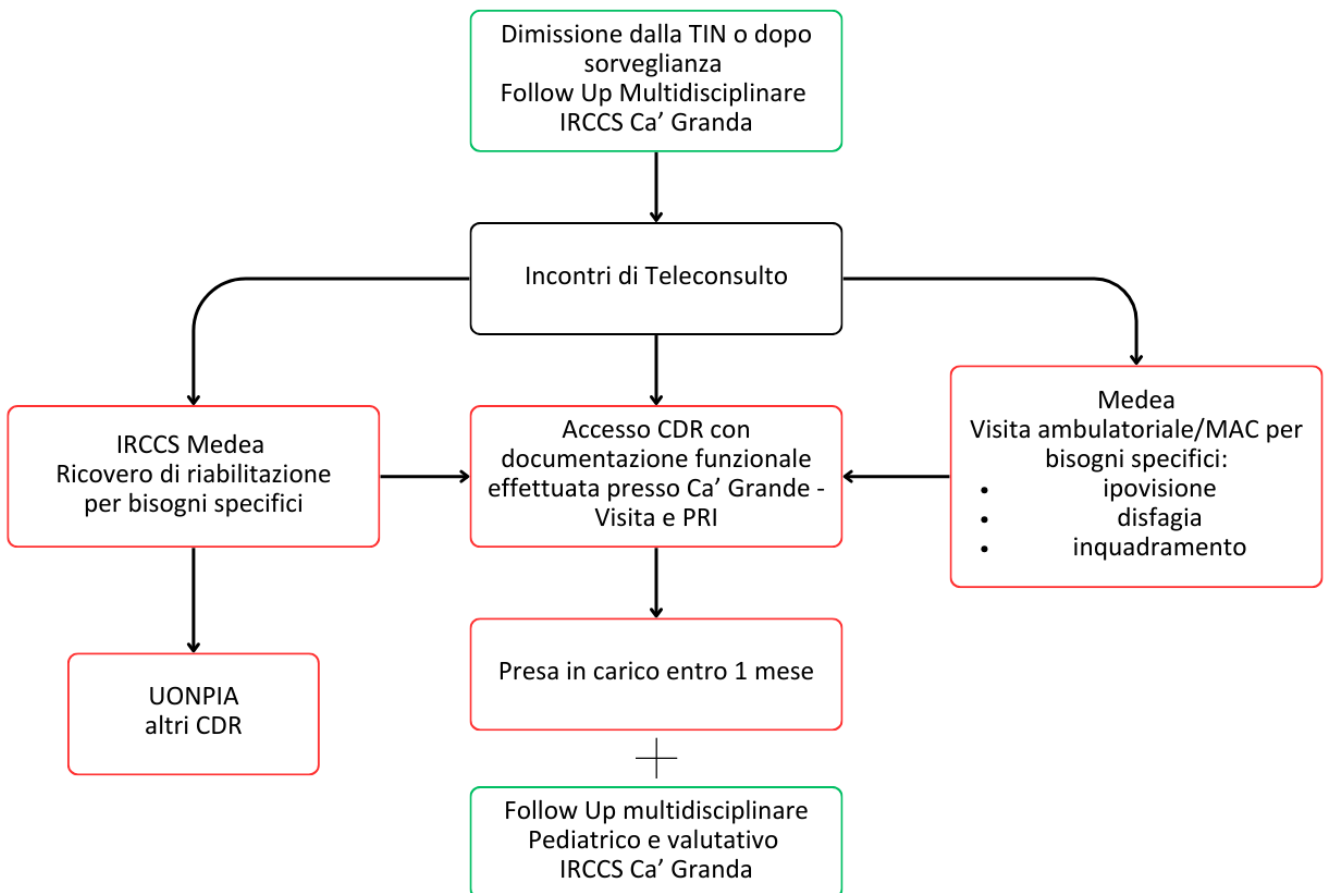 Dimissione dalla TIN o dopo
sorveglianza
Follow Up Multidisciplinare
IRCCS Ca’ Granda
Incontri di Teleconsulto
IRCCS Medea
Ricovero di riabilitazione
per bisogni specifici
Accesso CDR con
documentazione funzionale
effettuata presso Ca’ Grande -
Visita e PRI
Medea
Visita ambulatoriale/MAC per
bisogni specifici:
• ipovisione
• disfagia
• inquadramento
UONPIA
altri CDR
Presa in carico entro 1 mese
Follow Up multidisciplinare
Pediatrico e valutativo
IRCCS Ca’ Granda